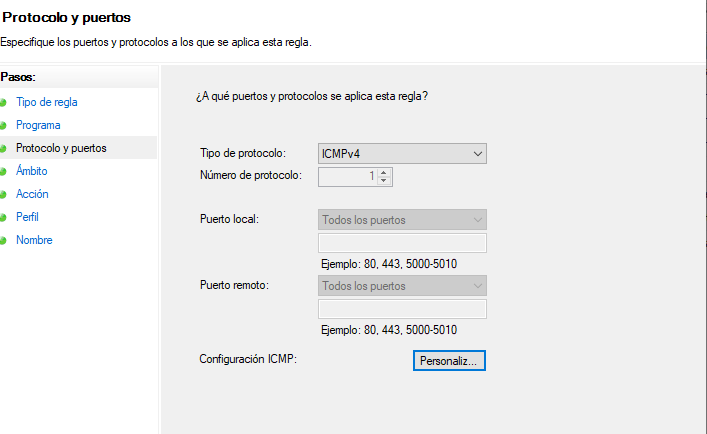 Protocolo y puertos
Especifique los puertos y protocolos a los que se aplica esta regla.
Pasos:
Tipo de regla
Programa
Protocolo y puertos
Ámbito
Acción
Perfil
Nombre
¿A qué puertos y protocolos se aplica esta regla?
Tipo de protocolo: ICMPv4
Número de protocolo: 1
Puerto local: Todos los puertos
Ejemplo: 80, 443, 5000-5010
Puerto remoto: Todos los puertos
Ejemplo: 80, 443, 5000-5010
Configuración ICMP: Personaliz...